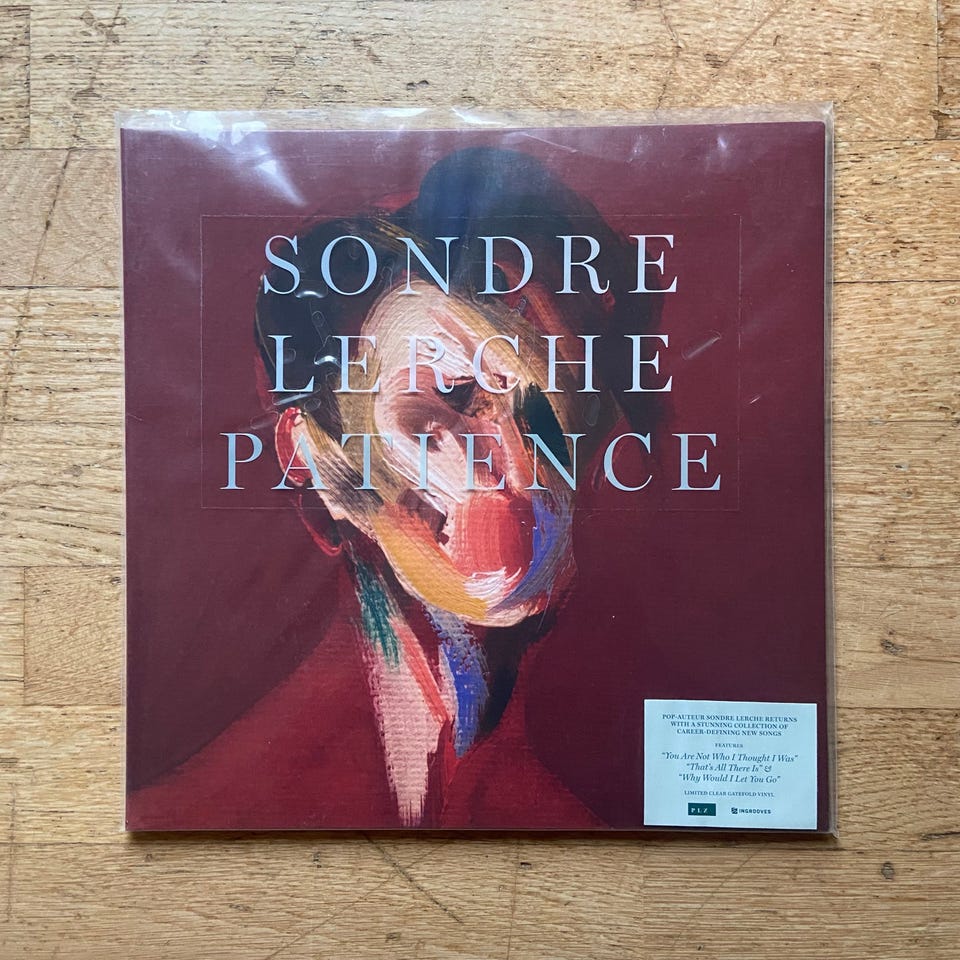 SONDRE
LERCHE
PATIENCE
POP-AUTEUR SONDRE LERCHE RETURNS
WITH A STUNNING COLLECTION OF
CAREER-DEFINING NEW SONGS
FEATURES
“You Are Not Who I Thought I Was”
“That’s All There Is” &
“Why Would I Let You Go”
LIMITED CLEAR GATEFOLD VINYL
PLZ INGROOVES